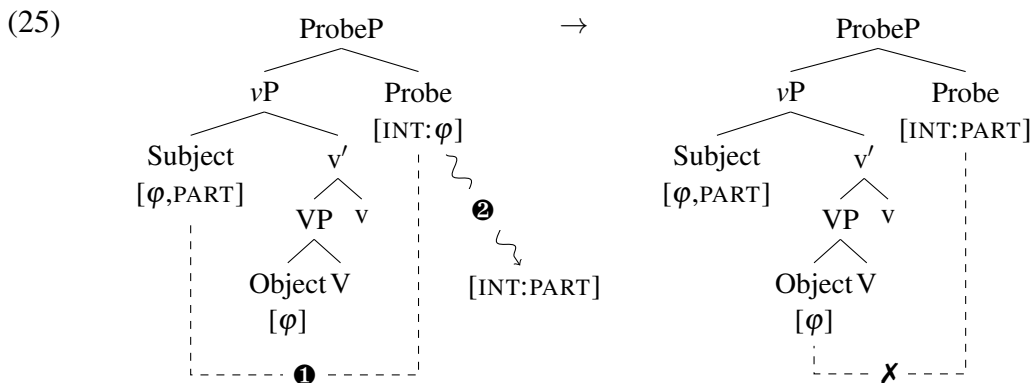 (25) ProbeP → ProbeP
vP Probe vP Probe
[INT:φ] [INT:PART]
Subject v′ Subject v′
[φ,PART] [φ,PART]
VP v ❷ VP v
Object V [INT:PART] Object V
[φ] [φ]
❶ ✗